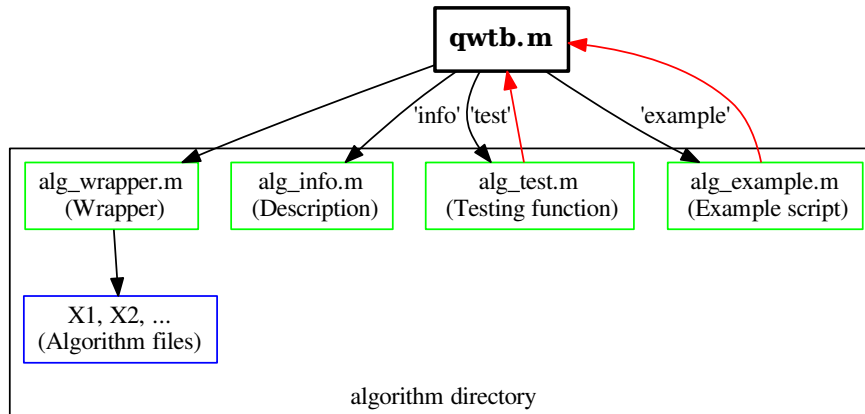 qwtb.m
'info'
'test'
'example'
alg_wrapper.m
(Wrapper)
alg_info.m
(Description)
alg_test.m
(Testing function)
alg_example.m
(Example script)
X1, X2, ...
(Algorithm files)
algorithm directory